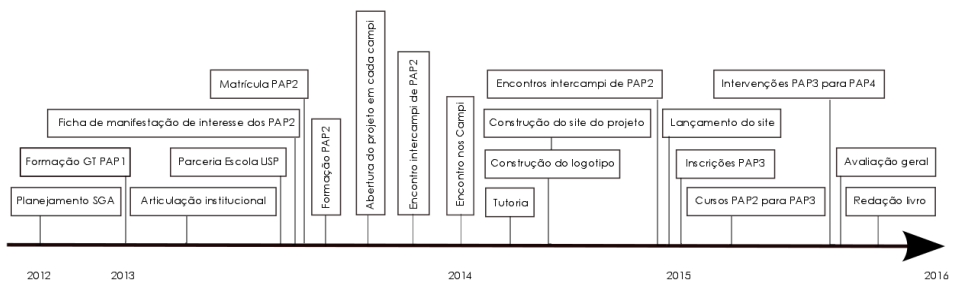 Matrícula PAP2
Ficha de manifestação de interesse dos PAP2
Formação GT PAP1
Parceria Escola USP
Planejamento SGA
Articulação institucional
Formação PAP2
Abertura do projeto em cada campi
Encontro intercampi de PAP2
Encontro nos Campi
Encontros intercampi de PAP2
Construção do site do projeto
Construção do logotipo
Tutoria
Intervenções PAP3 para PAP4
Lançamento do site
Inscrições PAP3
Cursos PAP2 para PAP3
Avaliação geral
Redação livro
2012
2013
2014
2015
2016